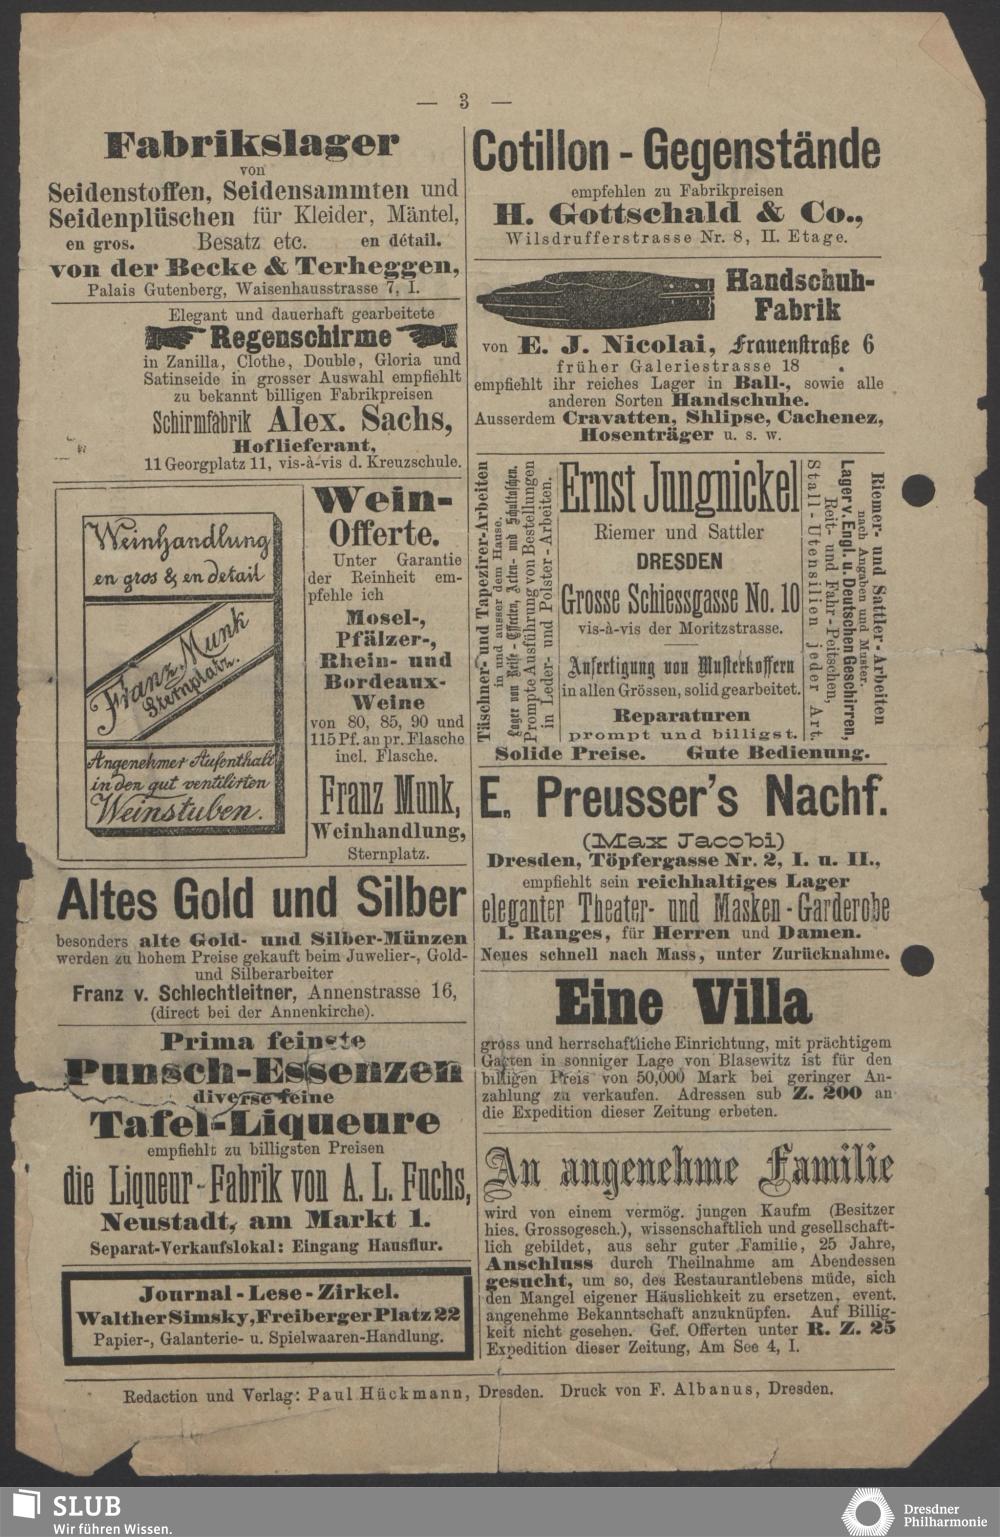 — 3 —
Fabrikslager
von
Seidenstoffen, Seidensammten und
Seidenplüschen für Kleider, Mäntel,
en gros. Besatz etc. en détail.
von der Becke & Terheggen,
Palais Gutenberg, Waisenhausstrasse 7, I.
Elegant und dauerhaft gearbeitete
Regenschirme
in Zanilla, Clothe, Double, Gloria und
Satinseide in grosser Auswahl empfiehlt
zu bekannt billigen Fabrikpreisen
Schirmfabrik Alex. Sachs,
Hoflieferant,
11 Georgplatz 11, vis-à-vis d. Kreuzschule.
Weinhandlung
en gros & en detail
Franz Munk
Sternplatz.
Angenehmer Aufenthalt
in den gut ventilirten
Weinstuben.
Wein-
Offerte.
Unter Garantie
der Reinheit em-
pfehle ich
Mosel-,
Pfälzer-,
Rhein- und
Bordeaux-
Weine
von 80, 85, 90 und
115 Pf. an pr. Flasche
incl. Flasche.
Franz Munk,
Weinhandlung,
Sternplatz.
Altes Gold und Silber
besonders alte Gold- und Silber-Münzen
werden zu hohem Preise gekauft beim Juwelier-, Gold-
und Silberarbeiter
Franz v. Schlechtleitner, Annenstrasse 16,
(direct bei der Annenkirche).
Prima feinste
Punsch-Essenzen
diverse feine
Tafel-Liqueure
empfiehlt zu billigsten Preisen
die Liqueur-Fabrik von A. L. Fuchs,
Neustadt, am Markt 1.
Separat-Verkaufslokal: Eingang Hausflur.
Journal-Lese-Zirkel.
Walther Simsky, Freiberger Platz 22
Papier-, Galanterie- u. Spielwaaren-Handlung.
Cotillon-Gegenstände
empfehlen zu Fabrikpreisen
H. Gottschald & Co.,
Wilsdrufferstrasse Nr. 8, II. Etage.
Handschuh-
Fabrik
von E. J. Nicolai, Frauenstraße 6
früher Galeriestrasse 18
empfiehlt ihr reiches Lager in Ball-, sowie alle
anderen Sorten Handschuhe.
Ausserdem Cravatten, Shlipse, Cachenez,
Hosenträger u. s. w.
Täschner- und Tapezirer-Arbeiten
in und ausser dem Hause.
Lager von Reise-Effecten, Acten- und Schultaschen.
Prompte Ausführung von Bestellungen
in Leder- und Polster-Arbeiten.
Ernst Jungnickel
Riemer und Sattler
DRESDEN
Grosse Schiessgasse No. 10
vis-à-vis der Moritzstrasse.
Anfertigung von Musterkoffern
in allen Grössen, solid gearbeitet.
Reparaturen
prompt und billigst.
Riemer- und Sattler-Arbeiten
nach Angaben und Muster.
Reit- und Fahr-Peitschen,
Lager v. Engl. u. Deutschen Geschirren,
Stall-Utensilien jeder Art.
Solide Preise. Gute Bedienung.
E. Preusser's Nachf.
(Max Jacobi)
Dresden, Töpfergasse Nr. 2, I. u. II.,
empfiehlt sein reichhaltiges Lager
eleganter Theater- und Masken-Garderobe
I. Ranges, für Herren und Damen.
Neues schnell nach Mass, unter Zurücknahme.
Eine Villa
gross und herrschaftliche Einrichtung, mit prächtigem
Garten in sonniger Lage von Blasewitz ist für den
billigen Preis von 50,000 Mark bei geringer An-
zahlung zu verkaufen. Adressen sub Z. 200 an
die Expedition dieser Zeitung erbeten.
An angenehme Familie
wird von einem vermög. jungen Kaufm (Besitzer
hies. Grossogesch.), wissenschaftlich und gesellschaft-
lich gebildet, aus sehr guter Familie, 25 Jahre,
Anschluss durch Theilnahme am Abendessen
gesucht, um so, des Restaurantlebens müde, sich
den Mangel eigener Häuslichkeit zu ersetzen, event.
angenehme Bekanntschaft anzuknüpfen. Auf Billig-
keit nicht gesehen. Gef. Offerten unter R. Z. 25
Expedition dieser Zeitung, Am See 4, I.
Redaction und Verlag: Paul Hückmann, Dresden. Druck von F. Albanus, Dresden.
SLUB
Wir führen Wissen.
Dresdner
Philharmonie